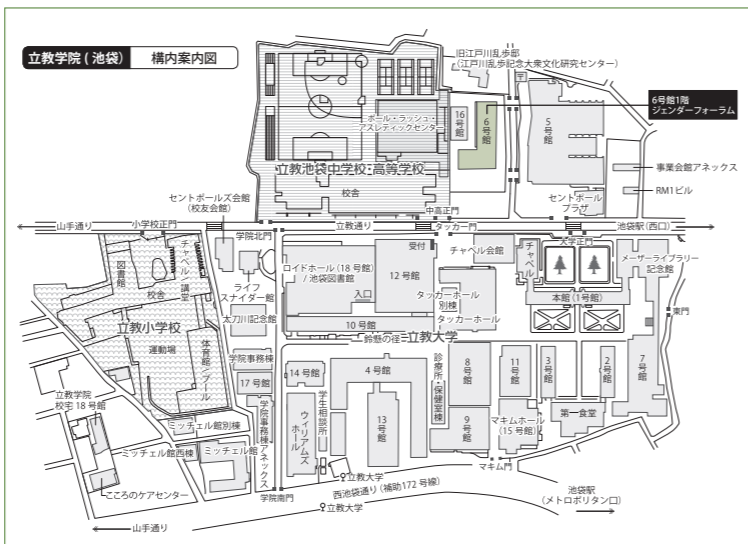 立教学院 ( 池袋 )　構内案内図
旧江戸川乱歩邸
（江戸川乱歩記念大衆文化研究センター）
〒
6号館1階
ジェンダーフォーラム
ポール・ラッシュ・
アスレティックセンター
16号館
6号館
5号館
事業会館アネックス
RM1ビル
立教池袋中学校・高等学校
校舎
セントポールズ会館
（校友会館）
中高正門
セントポール
プラザ
山手通り
小学校正門
学院北門
立教通り
タッカー門
池袋駅（西口）
大学正門
図書館
チャペル
講堂
校舎
ライフ
スナイダー館
ロイドホール（18 号館）
/ 池袋図書館
受付
12 号館
入口
チャペル会館
チャペル
メーザーライブラリー
記念館
タッカーホール
別棟
タッカーホール
本館（1号館）
東門
太刀川記念館
10 号館
鈴懸の径
立教大学
立教小学校
運動場
体育館/プール
学院事務棟
17 号館
14 号館
学生相談所
4 号館
診療所・保健室棟
8号館
11号館
3号館
2号館
7号館
第一食堂
立教学院
校宅 18 号館
学院事務棟アネックス
ウィリアムズ
ホール
13号館
9号館
マキムホール
（15 号館）
ミッチェル館別棟
ミッチェル館西棟
ミッチェル館
マキム門
こころのケアセンター
学院南門
立教大学
西池袋通り（補助172 号線）
立教大学
池袋駅
（メトロポリタン口）
山手通り